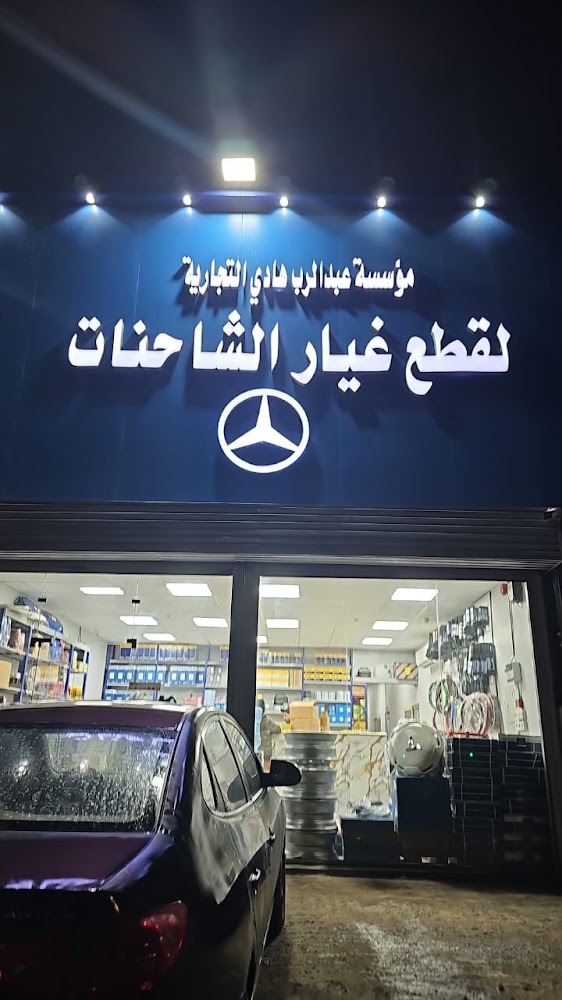 مؤسسة عبدالرب هادي التجارية
لقطع غيار الشاحنات